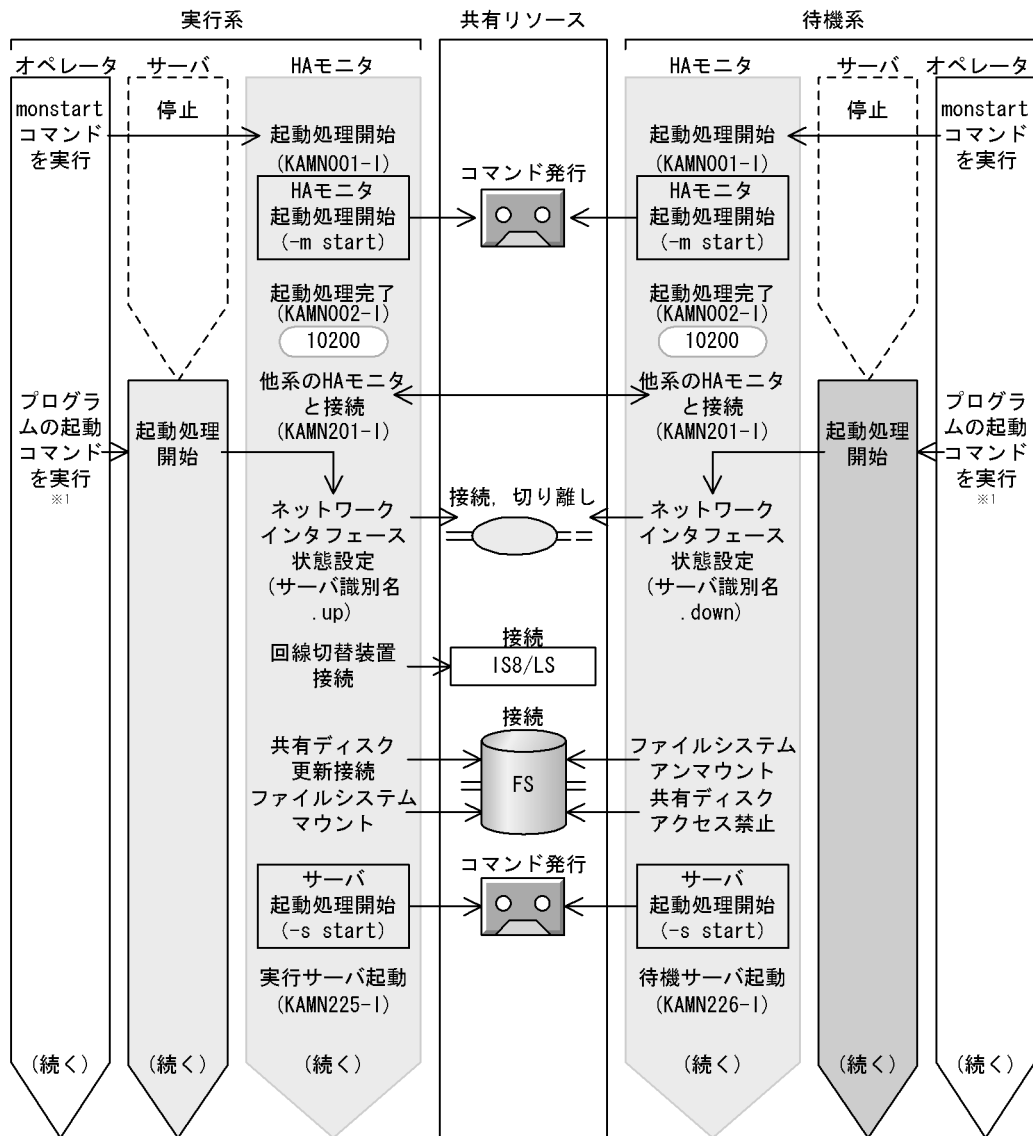 実行系
共有リソース
待機系
オペレータ
サーバ
HAモニタ
HAモニタ
サーバ
オペレータ
monstart
コマンド
を実行
停止
起動処理開始
(KAMN001-I)
HAモニタ
起動処理開始
(-m start)
コマンド発行
起動処理開始
(KAMN001-I)
HAモニタ
起動処理開始
(-m start)
停止
monstart
コマンド
を実行
起動処理完了
(KAMN002-I)
10200
起動処理完了
(KAMN002-I)
10200
他系のHAモニタ
と接続
(KAMN201-I)
他系のHAモニタ
と接続
(KAMN201-I)
プログラ
ムの起動
コマンド
を実行
※1
起動処理
開始
起動処理
開始
プログラ
ムの起動
コマンド
を実行
※1
ネットワーク
インタフェース
状態設定
(サーバ識別名
.up)
接続，切り離し
ネットワーク
インタフェース
状態設定
(サーバ識別名
.down)
回線切替装置
接続
接続
IS8/LS
共有ディスク
更新接続
ファイルシステム
マウント
接続
FS
ファイルシステム
アンマウント
共有ディスク
アクセス禁止
サーバ
起動処理開始
(-s start)
コマンド発行
サーバ
起動処理開始
(-s start)
実行サーバ起動
(KAMN225-I)
待機サーバ起動
(KAMN226-I)
(続く)
(続く)
(続く)
(続く)
(続く)
(続く)